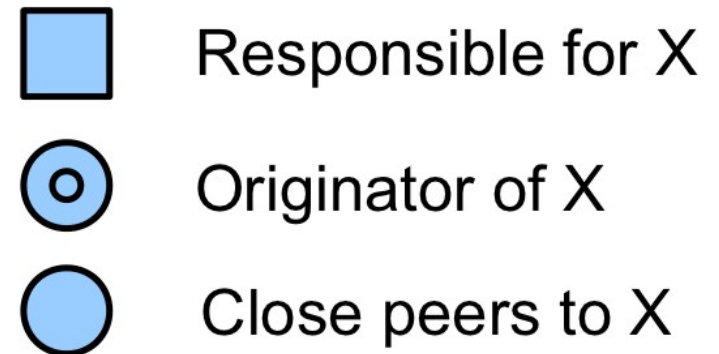 Responsible for X
Originator of X
Close peers to X